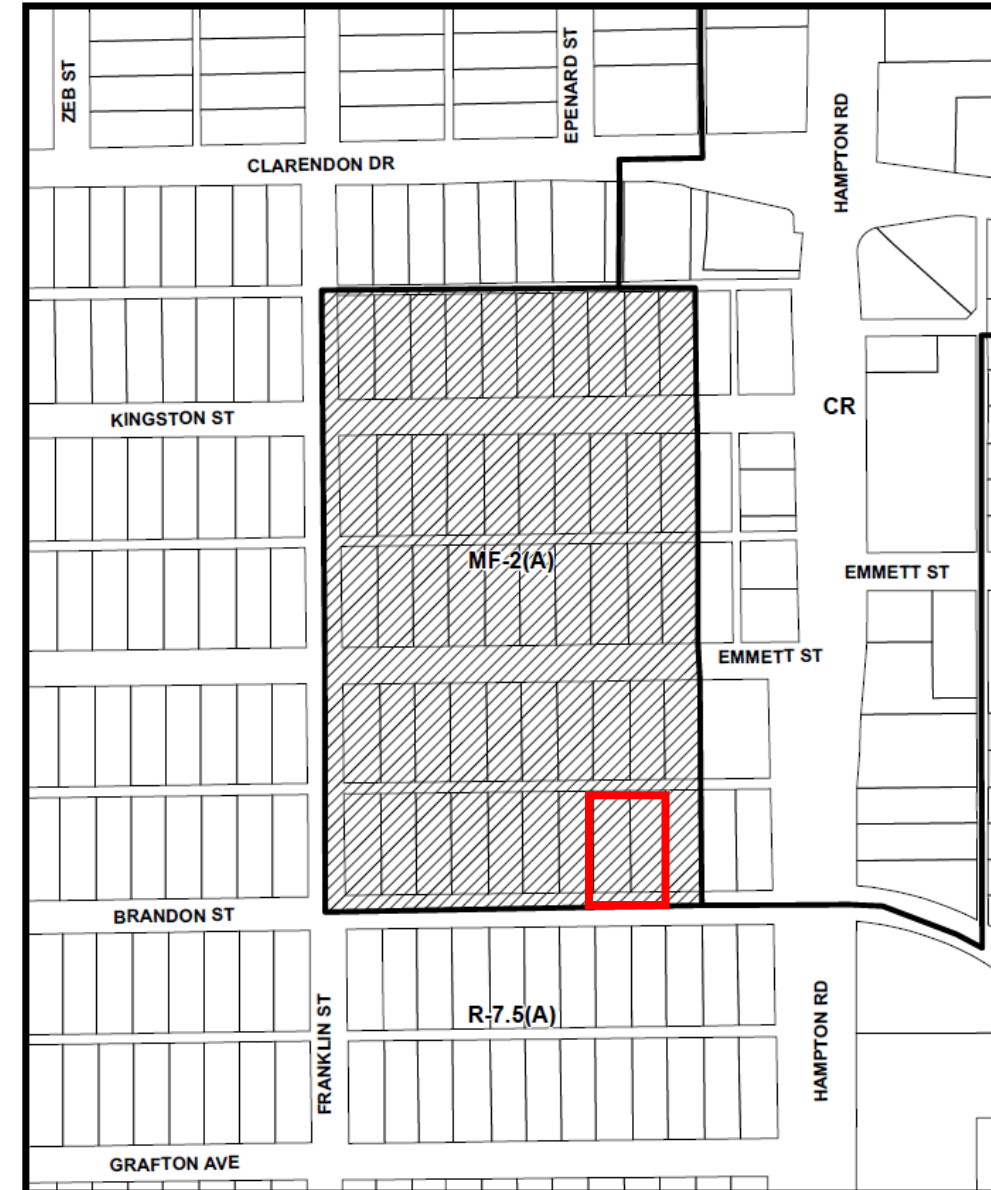 ZEB ST
EPENARD ST
HAMPTON RD
CLARENDON DR
KINGSTON ST
CR
MF-2(A)
EMMETT ST
EMMETT ST
BRANDON ST
FRANKLIN ST
R-7.5(A)
HAMPTON RD
GRAFTON AVE